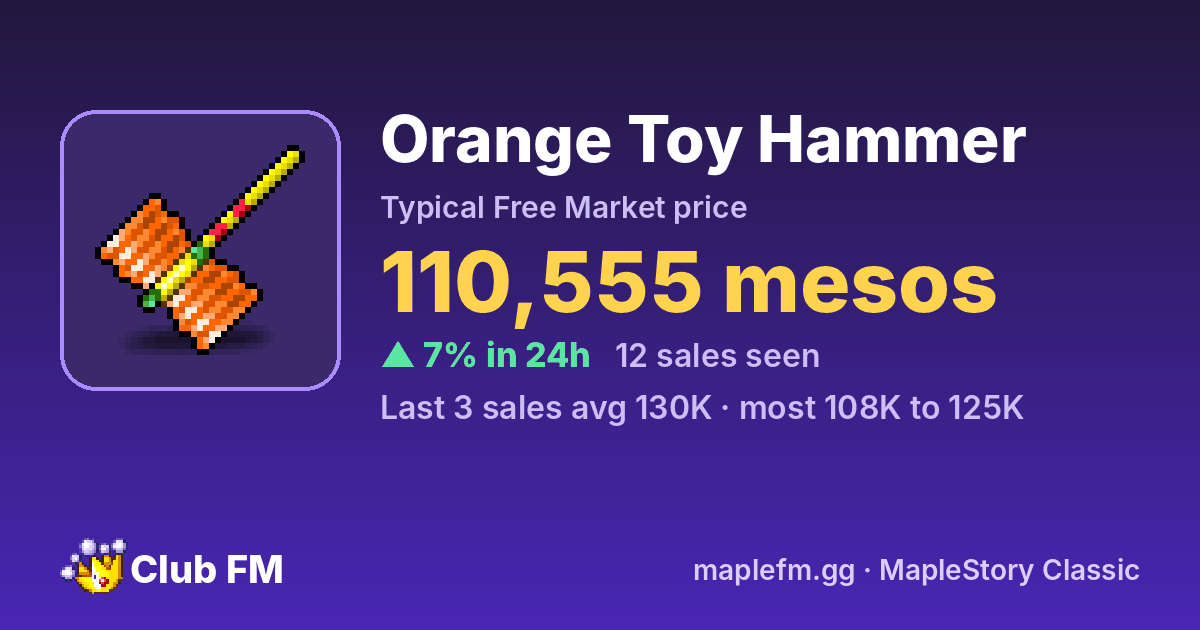 Orange Toy Hammer
Typical Free Market price
110,555 mesos
▲ 7% in 24h 12 sales seen
Last 3 sales avg 130K · most 108K to 125K
Club FM
maplefm.gg · MapleStory Classic